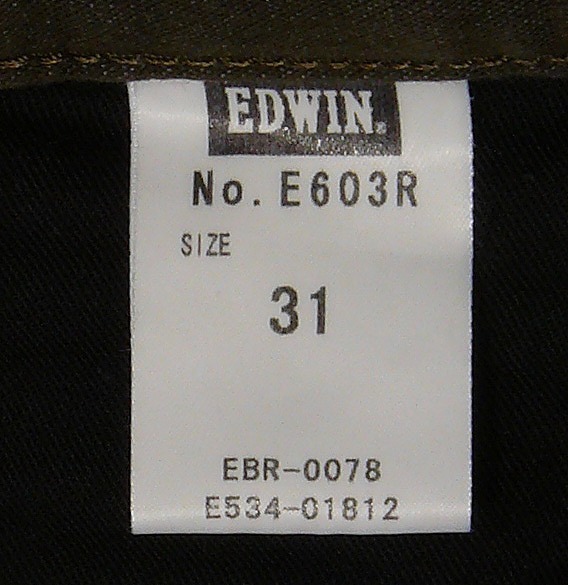 EDWIN.
No. E603R
SIZE
31
EBR-0078
E534-01812